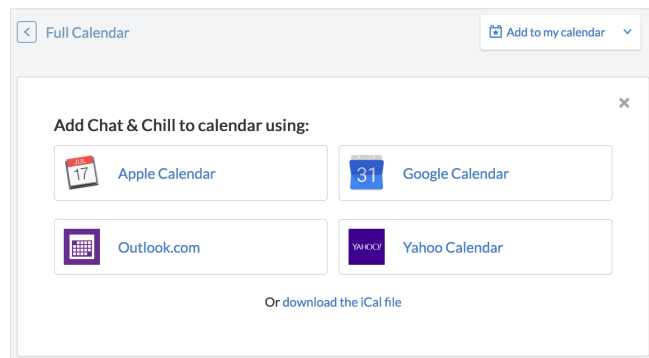 Full Calendar
Add to my calendar
Add Chat & Chill to calendar using:
JUL
17
Apple Calendar
31
Google Calendar
Outlook.com
YAHOO!
Yahoo Calendar
Or download the iCal file